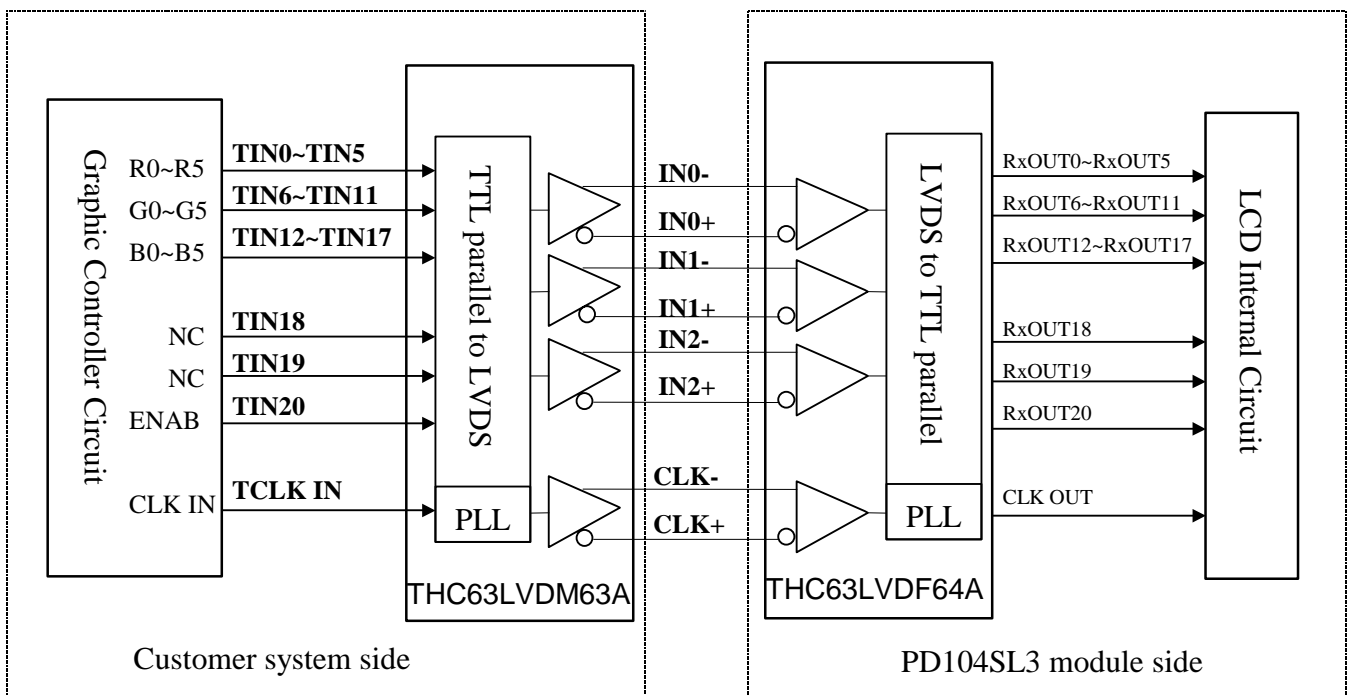 Graphic Controller Circuit
R0~R5
G0~G5
B0~B5
NC
NC
ENAB
CLK IN
TIN0~TIN5
TIN6~TIN11
TIN12~TIN17
TIN18
TIN19
TIN20
TCLK IN
TTL parallel to LVDS
PLL
THC63LVDM63A
Customer system side
IN0-
IN0+
IN1-
IN1+
IN2-
IN2+
CLK-
CLK+
LVDS to TTL parallel
PLL
THC63LVDF64A
RxOUT0~RxOUT5
RxOUT6~RxOUT11
RxOUT12~RxOUT17
RxOUT18
RxOUT19
RxOUT20
CLK OUT
LCD Internal Circuit
PD104SL3 module side